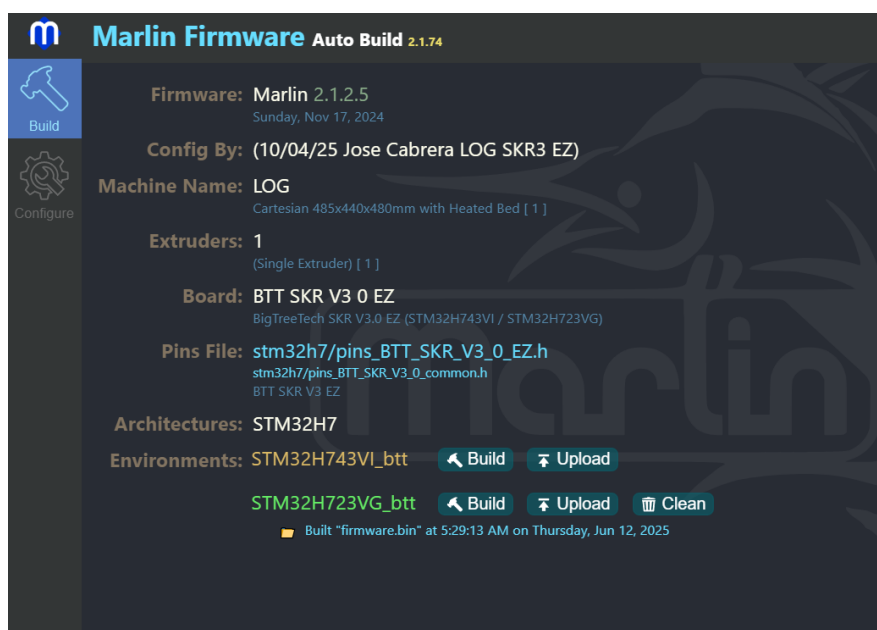 Marlin Firmware Auto Build 2.1.74
Build
Configure
Firmware: Marlin 2.1.2.5
Sunday, Nov 17, 2024
Config By: (10/04/25 Jose Cabrera LOG SKR3 EZ)
Machine Name: LOG
Cartesian 485x440x480mm with Heated Bed [ 1 ]
Extruders: 1
(Single Extruder) [ 1 ]
Board: BTT SKR V3 0 EZ
BigTreeTech SKR V3.0 EZ (STM32H743VI / STM32H723VG)
Pins File: stm32h7/pins_BTT_SKR_V3_0_EZ.h
stm32h7/pins_BTT_SKR_V3_0_common.h
BTT SKR V3 EZ
Architectures: STM32H7
Environments: STM32H743VI_btt Build Upload
STM32H723VG_btt Build Upload Clean
Built "firmware.bin" at 5:29:13 AM on Thursday, Jun 12, 2025
marlin